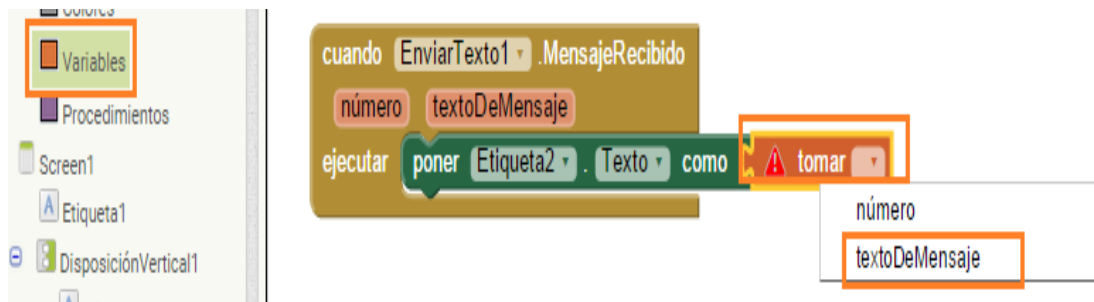 Colores
Variables
Procedimientos
Screen1
A Etiqueta1
DisposiciónVertical1
A
cuando EnviarTexto1 .MensajeRecibido
número textoDeMensaje
ejecutar poner Etiqueta2 . Texto como tomar
número
textoDeMensaje